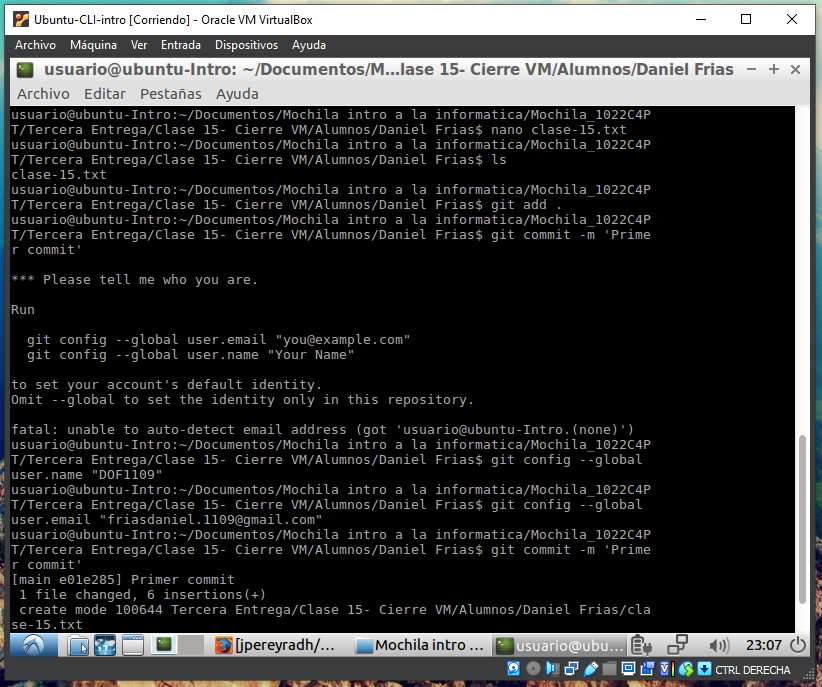 Ubuntu-CLI-intro [Corriendo] - Oracle VM VirtualBox
Archivo Máquina Ver Entrada Dispositivos Ayuda
usuario@ubuntu-Intro: ~/Documentos/M...lase 15- Cierre VM/Alumnos/Daniel Frias
Archivo Editar Pestañas Ayuda
usuario@ubuntu-Intro:~/Documentos/Mochila intro a la informatica/Mochila_1022C4P
T/Tercera Entrega/Clase 15- Cierre VM/Alumnos/Daniel Frias$ nano clase-15.txt
usuario@ubuntu-Intro:~/Documentos/Mochila intro a la informatica/Mochila_1022C4P
T/Tercera Entrega/Clase 15- Cierre VM/Alumnos/Daniel Frias$ ls
clase-15.txt
usuario@ubuntu-Intro:~/Documentos/Mochila intro a la informatica/Mochila_1022C4P
T/Tercera Entrega/Clase 15- Cierre VM/Alumnos/Daniel Frias$ git add .
usuario@ubuntu-Intro:~/Documentos/Mochila intro a la informatica/Mochila_1022C4P
T/Tercera Entrega/Clase 15- Cierre VM/Alumnos/Daniel Frias$ git commit -m 'Prime
r commit'
*** Please tell me who you are.
Run
git config --global user.email "you@example.com"
git config --global user.name "Your Name"
to set your account's default identity.
Omit --global to set the identity only in this repository.
fatal: unable to auto-detect email address (got 'usuario@ubuntu-Intro.(none)')
usuario@ubuntu-Intro:~/Documentos/Mochila intro a la informatica/Mochila_1022C4P
T/Tercera Entrega/Clase 15- Cierre VM/Alumnos/Daniel Frias$ git config --global
user.name "DOF1109"
usuario@ubuntu-Intro:~/Documentos/Mochila intro a la informatica/Mochila_1022C4P
T/Tercera Entrega/Clase 15- Cierre VM/Alumnos/Daniel Frias$ git config --global
user.email "friasdaniel.1109@gmail.com"
usuario@ubuntu-Intro:~/Documentos/Mochila intro a la informatica/Mochila_1022C4P
T/Tercera Entrega/Clase 15- Cierre VM/Alumnos/Daniel Frias$ git commit -m 'Prime
r commit'
[main e01e285] Primer commit
1 file changed, 6 insertions(+)
create mode 100644 Tercera Entrega/Clase 15- Cierre VM/Alumnos/Daniel Frias/cla
se-15.txt
[jpereyradh/... Mochila intro ... usuario@ubu... 23:07
CTRL DERECHA